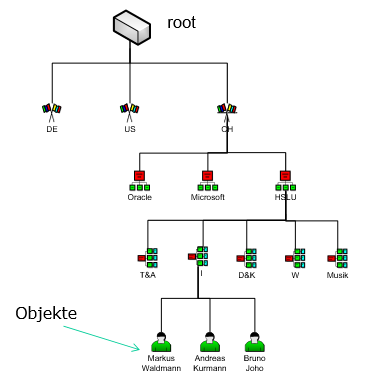 root
DE
US
CH
Oracle
Microsoft
HSLU
T&A
I
D&K
W
Musik
Objekte
Markus
Waldmann
Andreas
Kurmann
Bruno
Joho